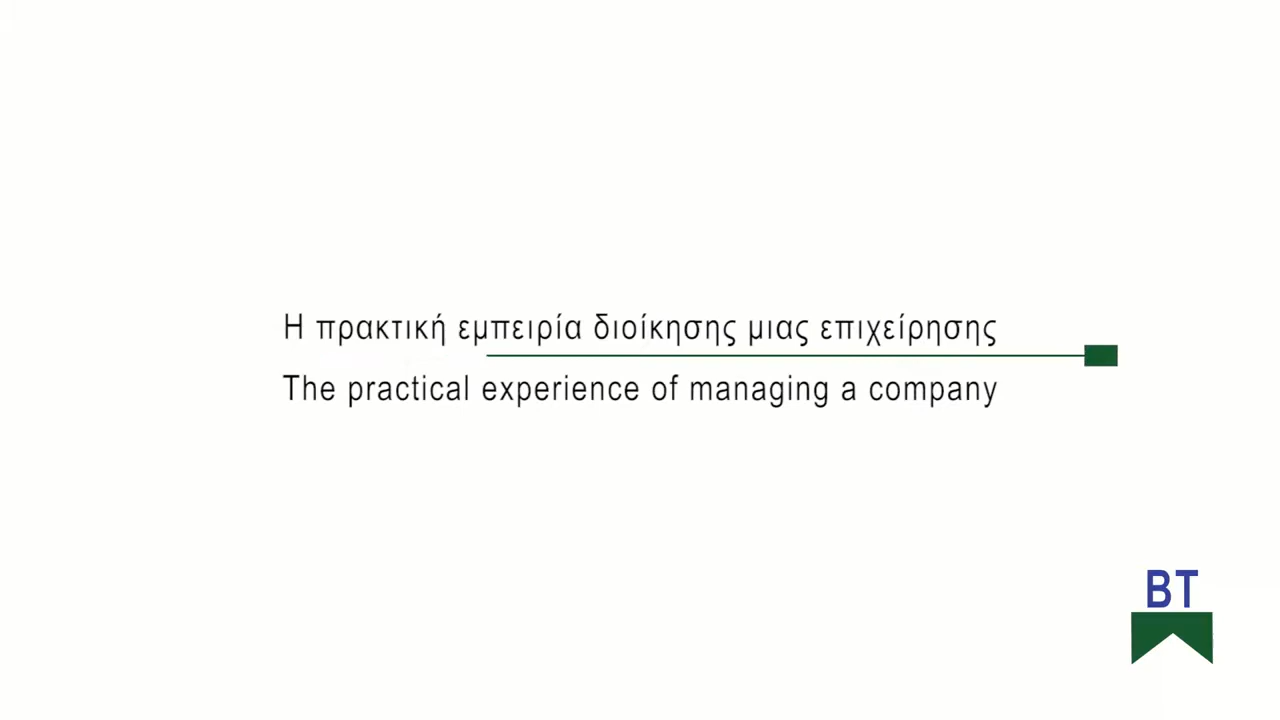 Η πρακτική εμπειρία διοίκησης μιας επιχείρησης
The practical experience of managing a company
BT